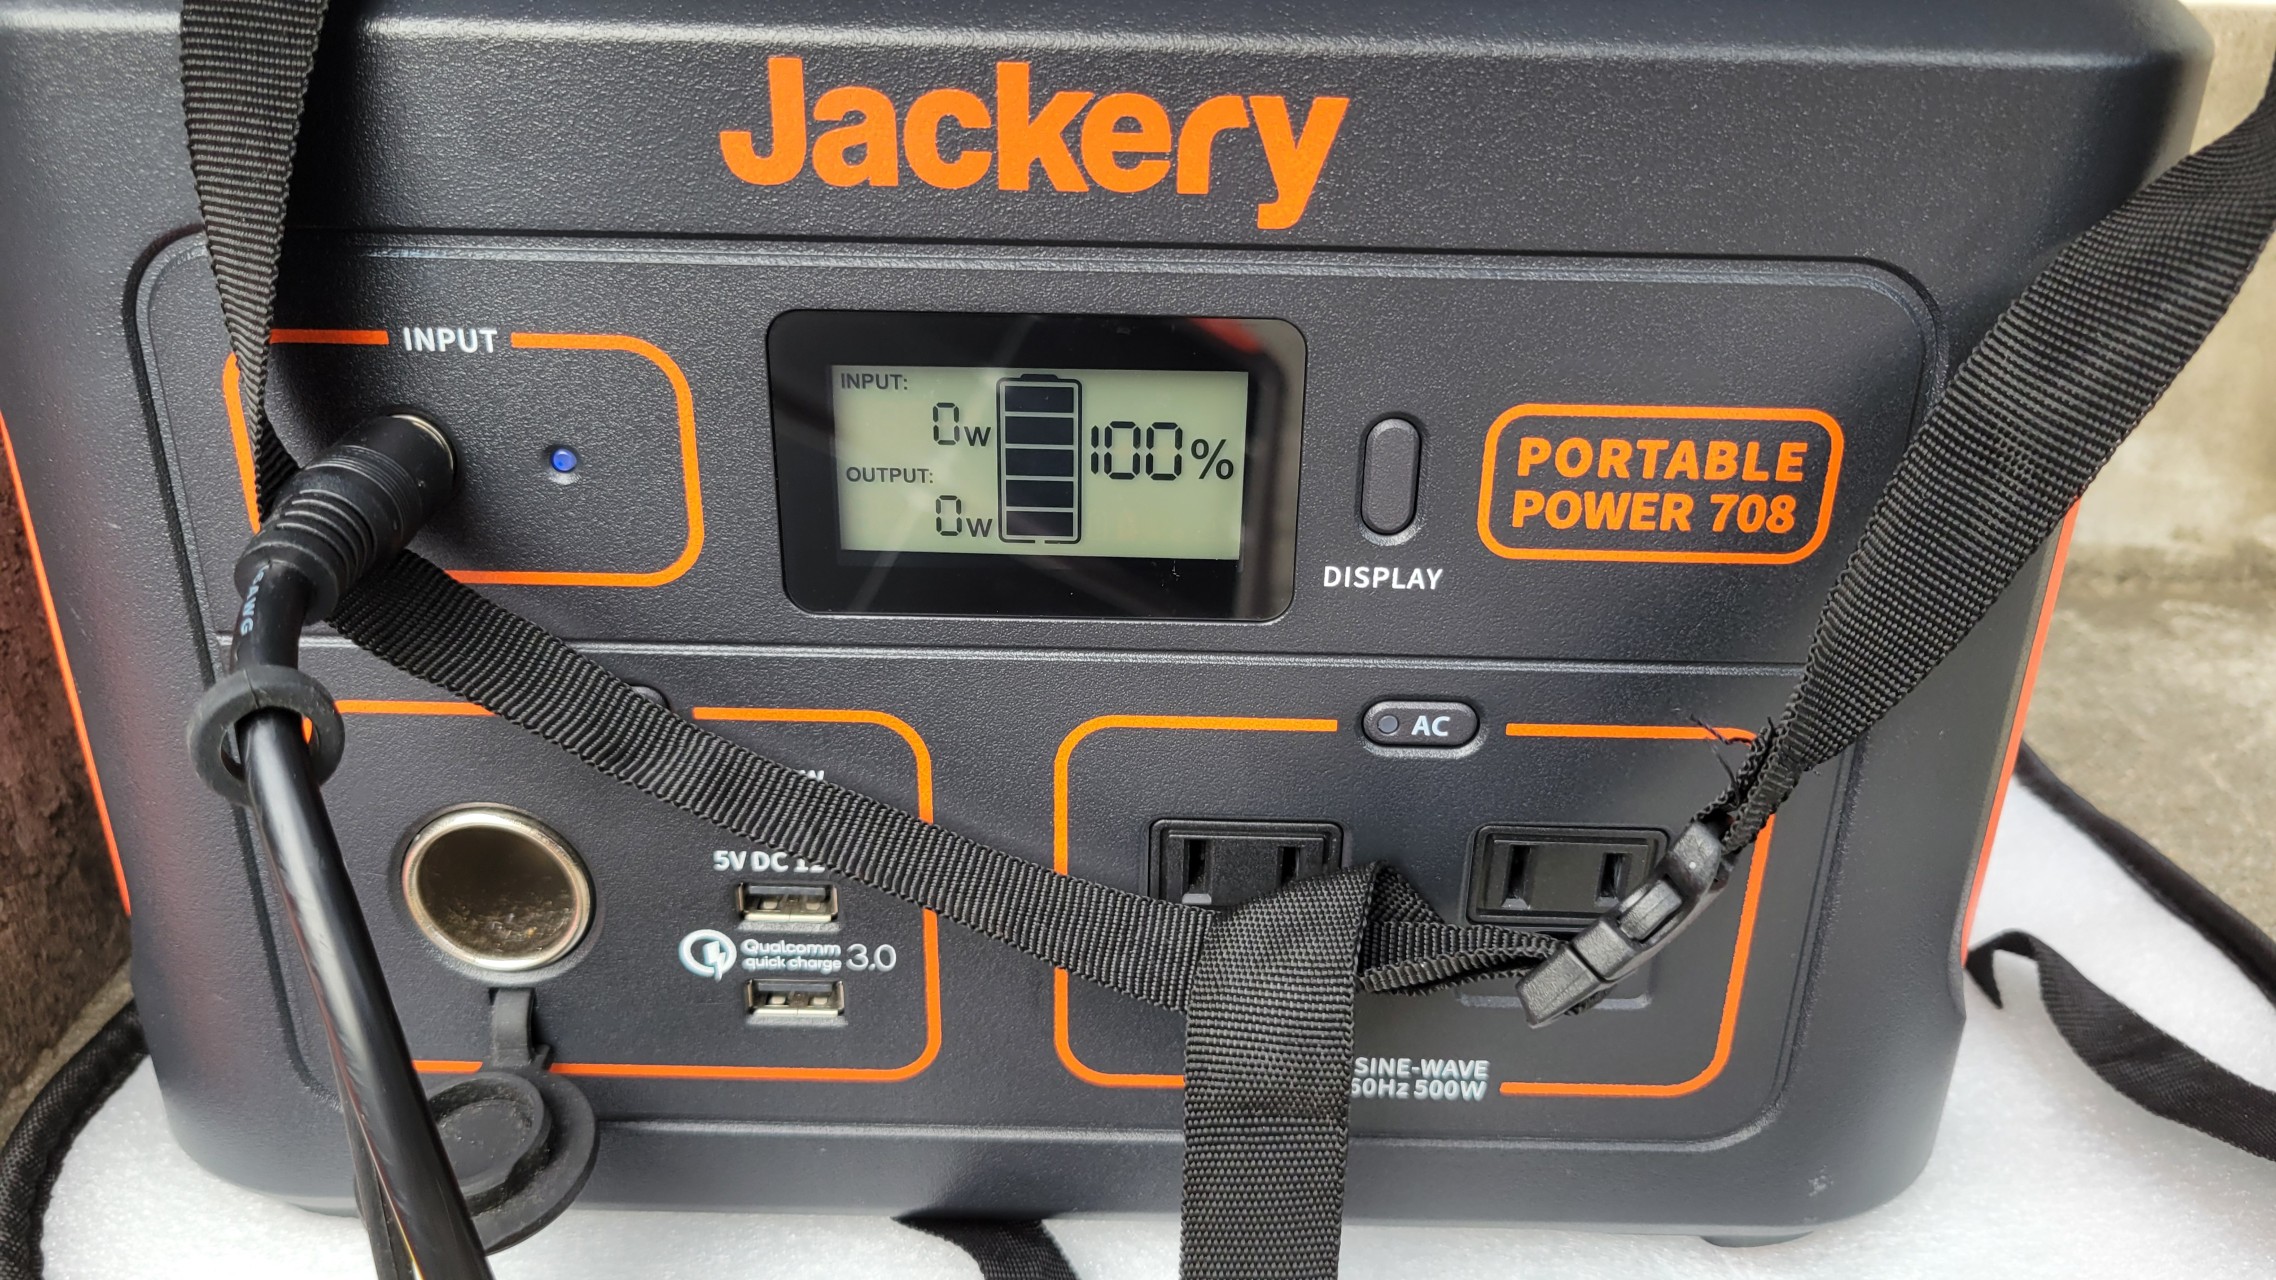 Jackery
INPUT
INPUT:
0W
100%
OUTPUT:
0W
DISPLAY
PORTABLE
POWER 708
AWG
AC
5V DC
Qualcomm
quick charge 3.0
SINE-WAVE
60Hz 500W